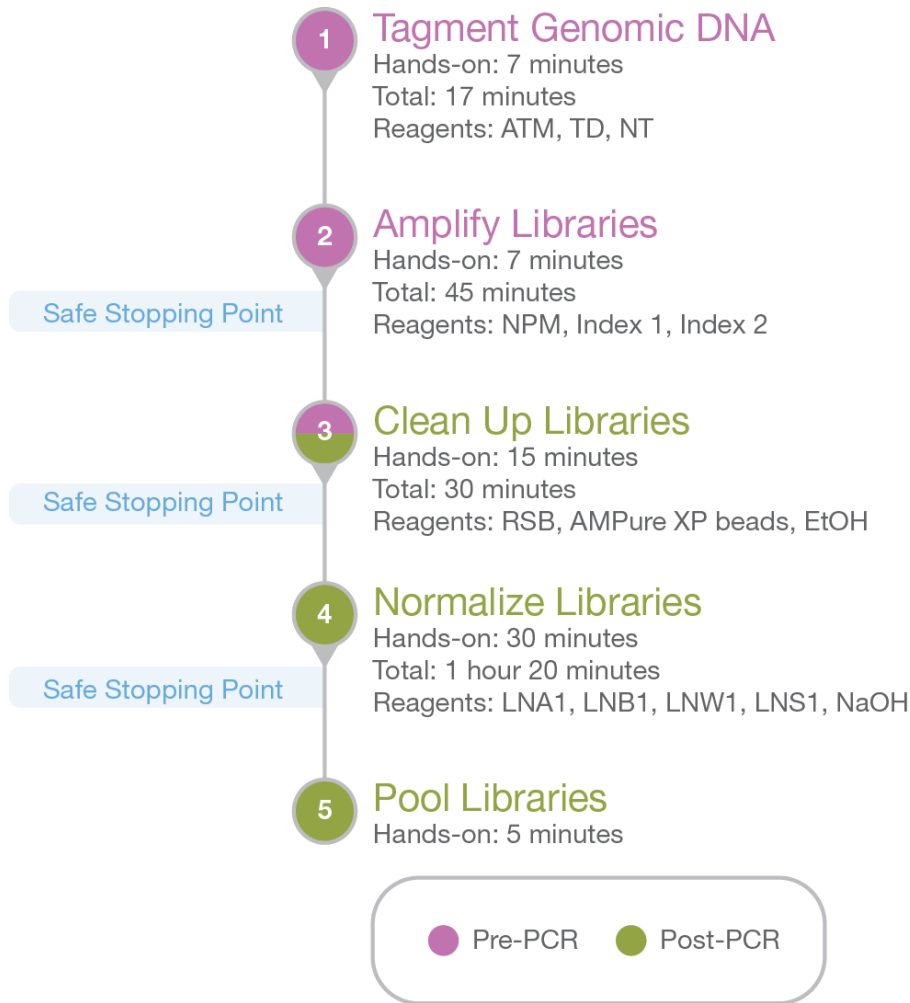 1
Tagment Genomic DNA
Hands-on: 7 minutes
Total: 17 minutes
Reagents: ATM, TD, NT
2
Amplify Libraries
Hands-on: 7 minutes
Total: 45 minutes
Reagents: NPM, Index 1, Index 2
Safe Stopping Point
3
Clean Up Libraries
Hands-on: 15 minutes
Total: 30 minutes
Reagents: RSB, AMPure XP beads, EtOH
Safe Stopping Point
4
Normalize Libraries
Hands-on: 30 minutes
Total: 1 hour 20 minutes
Reagents: LNA1, LNB1, LNW1, LNS1, NaOH
Safe Stopping Point
5
Pool Libraries
Hands-on: 5 minutes
Pre-PCR
Post-PCR